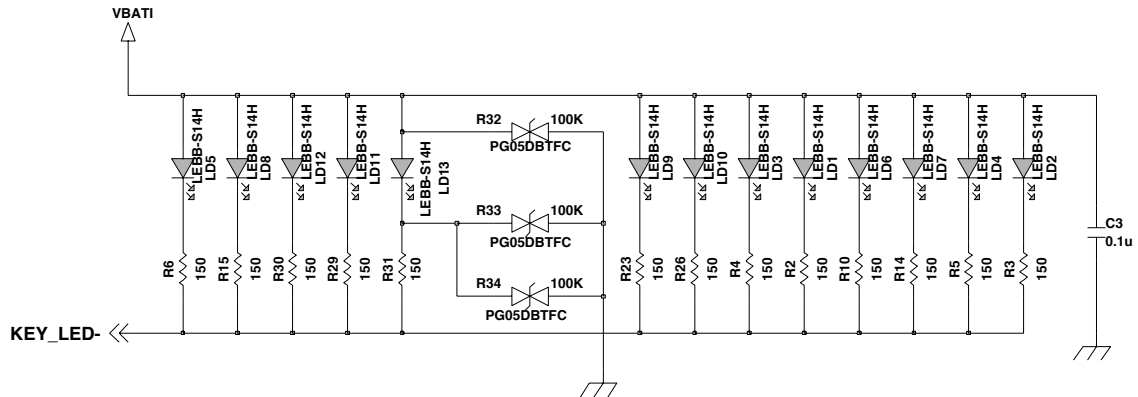 VBATI
LEBB-S14H
LD5
LEBB-S14H
LD8
LEBB-S14H
LD12
LEBB-S14H
LD11
LEBB-S14H
LD13
R32 100K
PG05DBTFC
R33 100K
PG05DBTFC
R34 100K
PG05DBTFC
LEBB-S14H
LD9
LEBB-S14H
LD10
LEBB-S14H
LD3
LEBB-S14H
LD1
LEBB-S14H
LD6
LEBB-S14H
LD7
LEBB-S14H
LD4
LEBB-S14H
LD2
C3
0.1u
R6
150
R15
150
R30
150
R29
150
R31
150
R23
150
R26
150
R4
150
R2
150
R10
150
R14
150
R5
150
R3
150
KEY_LED-